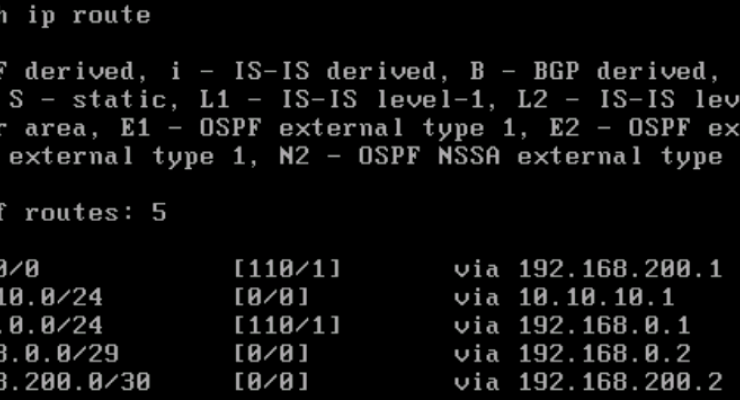 ip route
derived, i - IS-IS derived, B - BGP derived,
S - static, L1 - IS-IS level-1, L2 - IS-IS
area, E1 - OSPF external type 1, E2 - OSPF
external type 1, N2 - OSPF NSSA external type
routes: 5
0/0 [110/1] via 192.168.200.1
10.0/24 [0/0] via 10.10.10.1
.0.0/24 [110/1] via 192.168.0.1
8.0.0/29 [0/0] via 192.168.0.2
8.200.0/30 [0/0] via 192.168.200.2